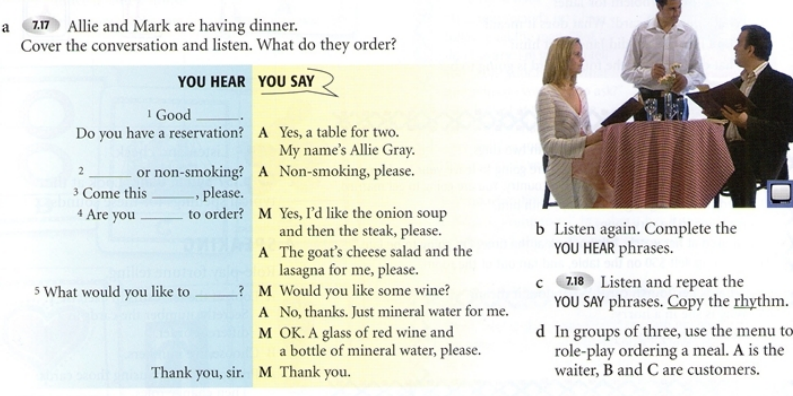 a 7.17 Allie and Mark are having dinner.
Cover the conversation and listen. What do they order?
YOU HEAR YOU SAY
1 Good ______.
Do you have a reservation? A Yes, a table for two.
My name's Allie Gray.
2 ______ or non-smoking? A Non-smoking, please.
3 Come this ______, please.
4 Are you ______ to order? M Yes, I'd like the onion soup
and then the steak, please.
A The goat's cheese salad and the
lasagna for me, please.
5 What would you like to ______? M Would you like some wine?
A No, thanks. Just mineral water for me.
M OK. A glass of red wine and
a bottle of mineral water, please.
Thank you, sir. M Thank you.
b Listen again. Complete the
YOU HEAR phrases.
c 7.18 Listen and repeat the
YOU SAY phrases. Copy the rhythm.
d In groups of three, use the menu to
role-play ordering a meal. A is the
waiter, B and C are customers.